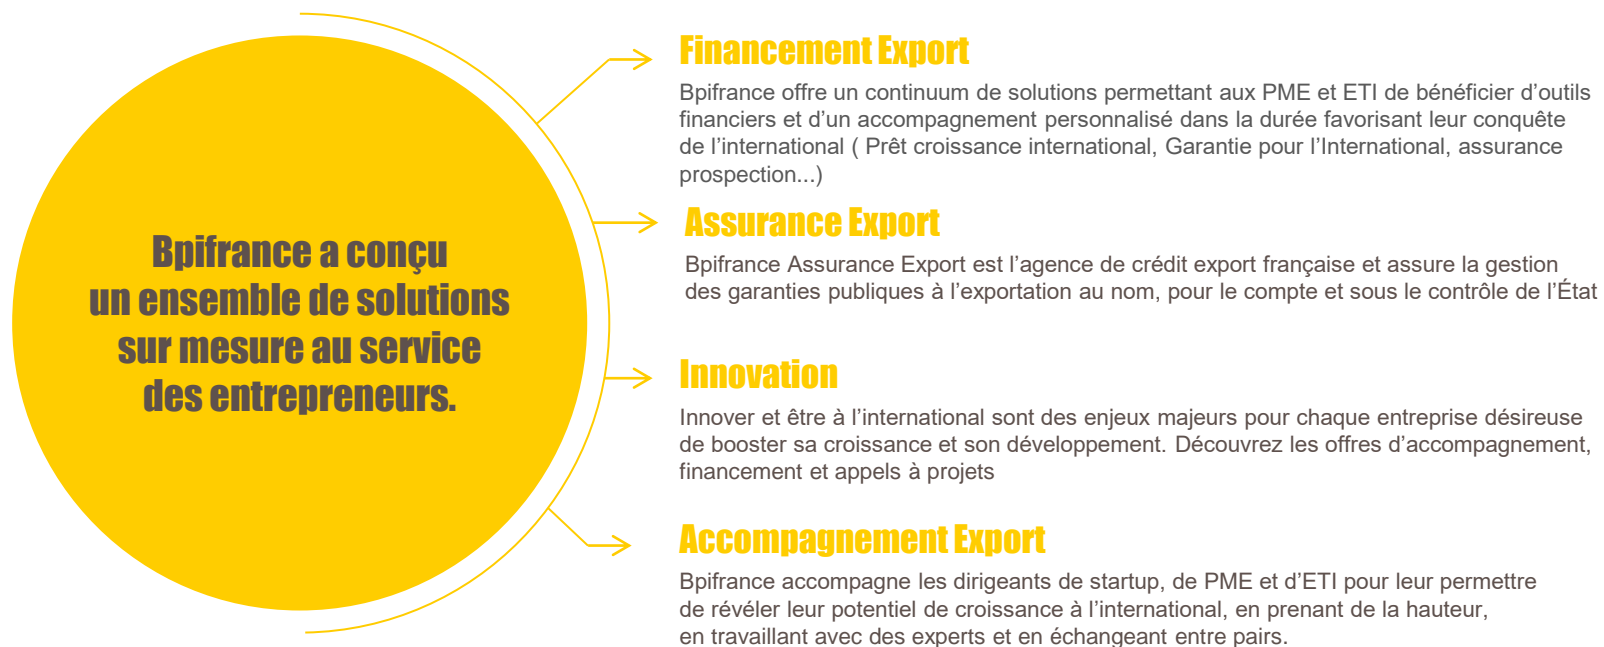 Bpifrance a conçu
un ensemble de solutions
sur mesure au service
des entrepreneurs.
Financement Export
Bpifrance offre un continuum de solutions permettant aux PME et ETI de bénéficier d’outils
financiers et d’un accompagnement personnalisé dans la durée favorisant leur conquête
de l’international ( Prêt croissance international, Garantie pour l’International, assurance
prospection...)
Assurance Export
Bpifrance Assurance Export est l’agence de crédit export française et assure la gestion
des garanties publiques à l’exportation au nom, pour le compte et sous le contrôle de l’État
Innovation
Innover et être à l’international sont des enjeux majeurs pour chaque entreprise désireuse
de booster sa croissance et son développement. Découvrez les offres d’accompagnement,
financement et appels à projets
Accompagnement Export
Bpifrance accompagne les dirigeants de startup, de PME et d’ETI pour leur permettre
de révéler leur potentiel de croissance à l’international, en prenant de la hauteur,
en travaillant avec des experts et en échangeant entre pairs.